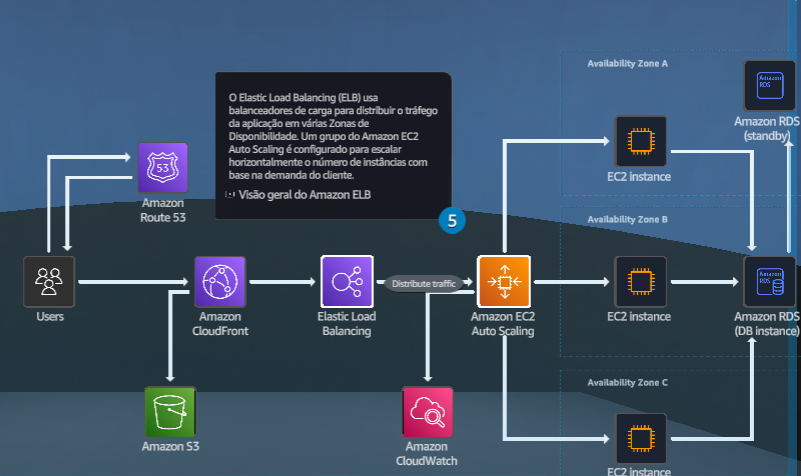 Availability Zone A
Amazon
RDS
Amazon RDS
(standby)
O Elastic Load Balancing (ELB) usa
balanceadores de carga para distribuir o tráfego
da aplicação em várias Zonas de
Disponibilidade. Um grupo do Amazon EC2
Auto Scaling é configurado para escalar
horizontalmente o número de instâncias com
base na demanda do cliente.
Visão geral do Amazon ELB
5
53
Amazon
Route 53
EC2 instance
Availability Zone B
Users
Amazon
CloudFront
Elastic Load
Balancing
Distribute traffic
Amazon EC2
Auto Scaling
EC2 instance
Amazon
RDS
Amazon RDS
(DB instance)
Availability Zone C
Amazon S3
Amazon
CloudWatch
EC2 instance